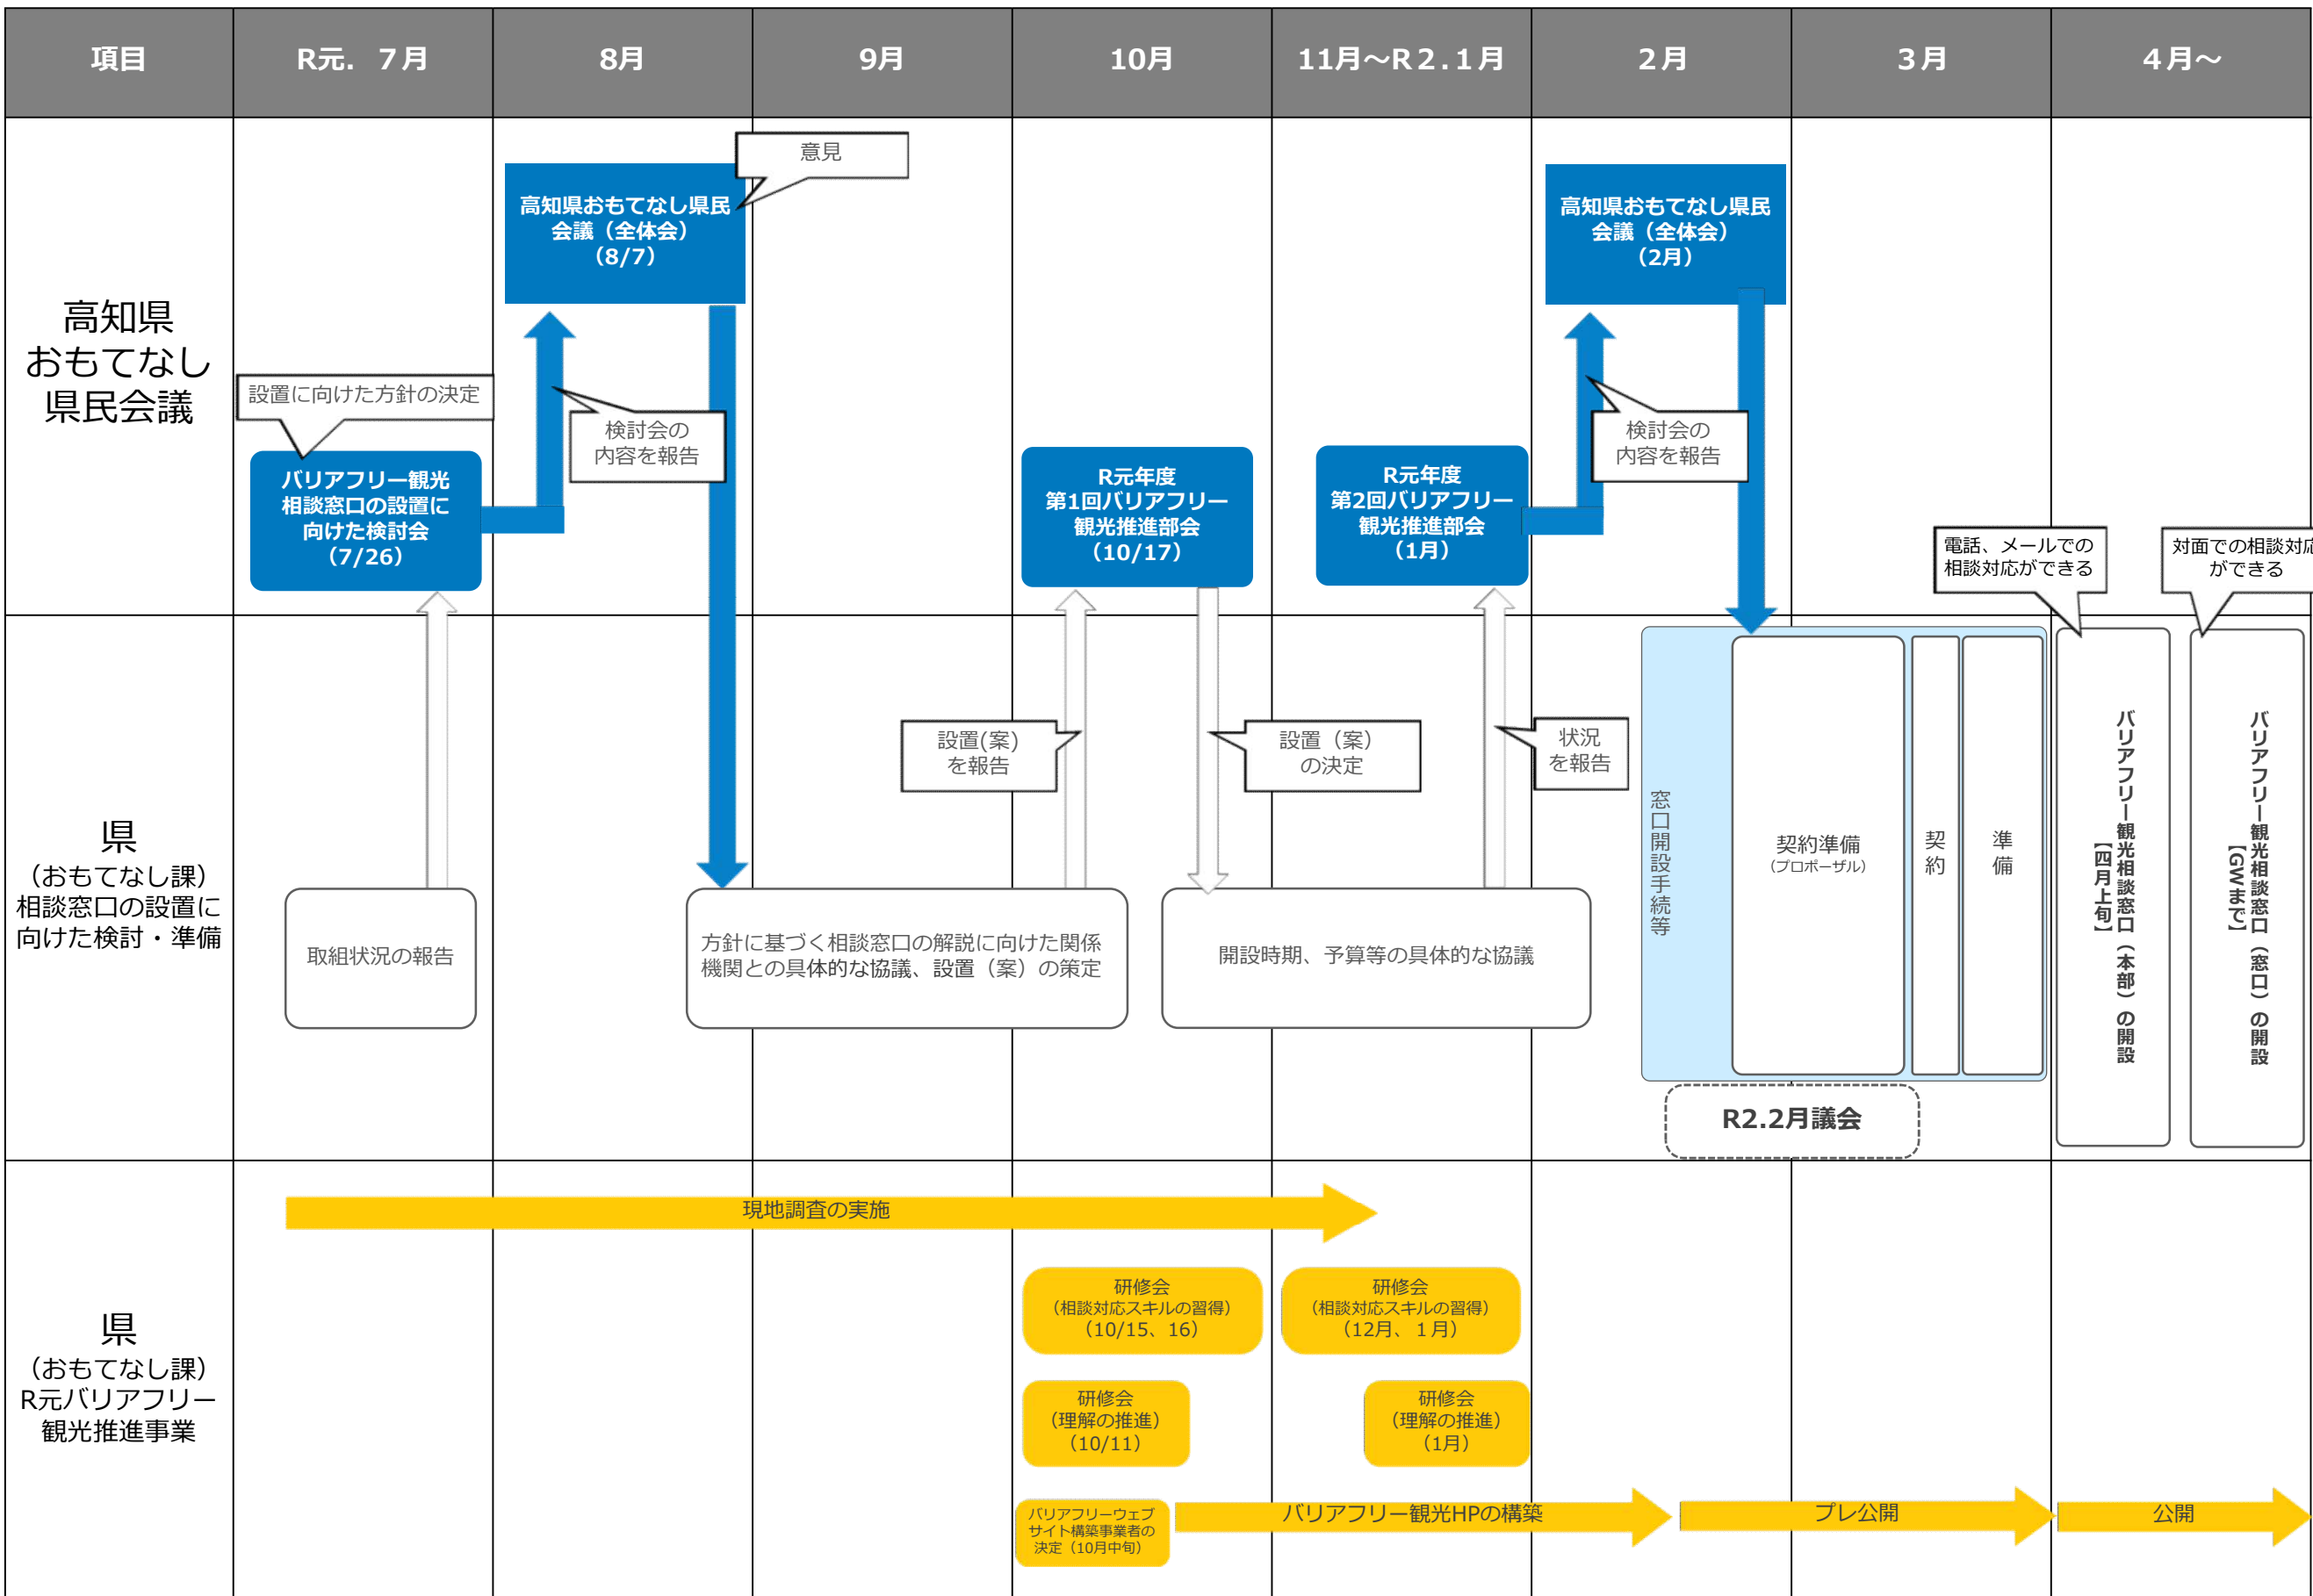 項目
R元．７月
8月
9月
10月
11月～R２.１月
２月
３月
４月～
高知県
おもてなし
県民会議
設置に向けた方針の決定
バリアフリー観光
相談窓口の設置に
向けた検討会
（7/26）
意見
高知県おもてなし県民
会議（全体会）
（8/7）
検討会の
内容を報告
R元年度
第1回バリアフリー
観光推進部会
（10/17）
R元年度
第2回バリアフリー
観光推進部会
（1月）
高知県おもてなし県民
会議（全体会）
（2月）
検討会の
内容を報告
電話、メールでの
相談対応ができる
対面での相談対応
ができる
県
（おもてなし課）
相談窓口の設置に
向けた検討・準備
取組状況の報告
方針に基づく相談窓口の解説に向けた関係
機関との具体的な協議、設置（案）の策定
設置(案)
を報告
設置（案）
の決定
開設時期、予算等の具体的な協議
状況
を報告
窓口開設手続等
契約準備
（プロポーザル）
契約
準備
R2.2月議会
バリアフリー観光相談窓口（本部）の開設
【四月上旬】
バリアフリー観光相談窓口（窓口）の開設
【GWまで】
県
（おもてなし課）
R元バリアフリー
観光推進事業
現地調査の実施
研修会
（相談対応スキルの習得）
（10/15、16）
研修会
（相談対応スキルの習得）
（12月、１月）
研修会
（理解の推進）
（10/11）
研修会
（理解の推進）
（1月）
バリアフリーウェブ
サイト構築事業者の
決定（10月中旬）
バリアフリー観光HPの構築
プレ公開
公開